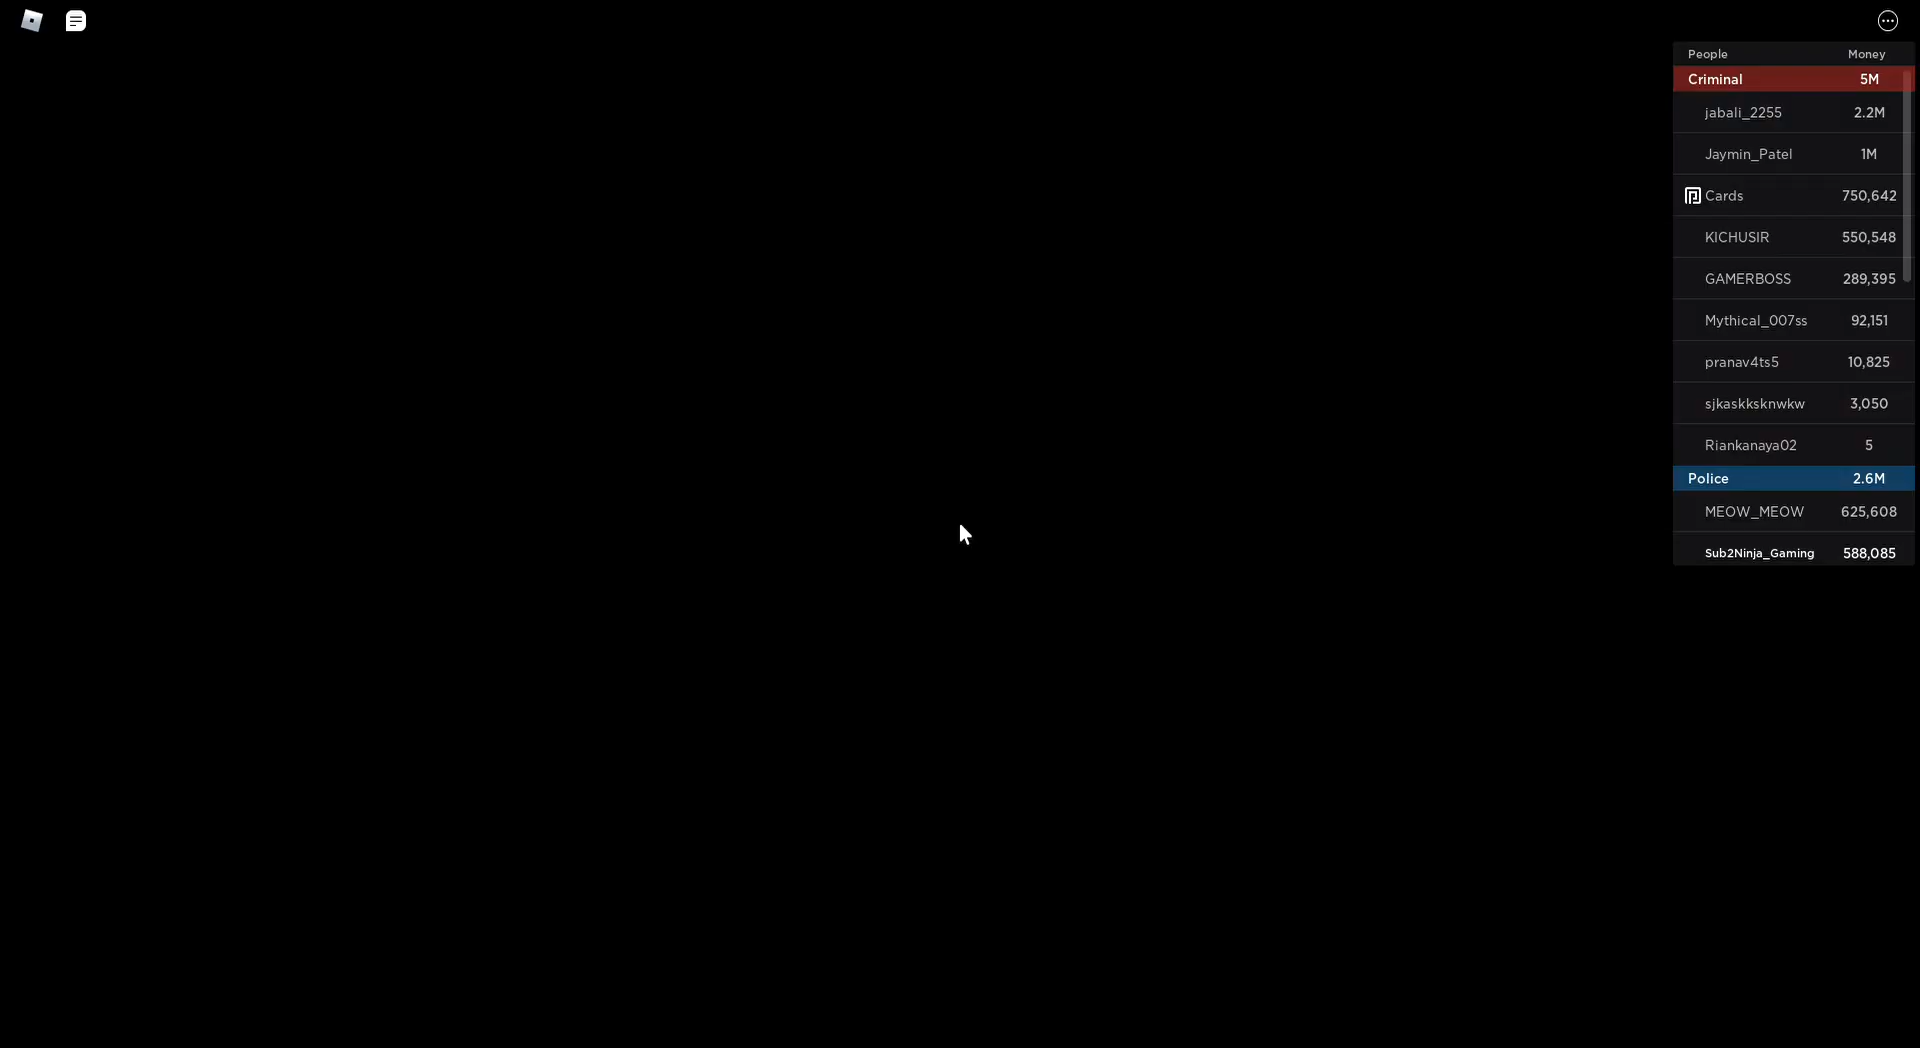 People Money
Criminal 5M
jabali_2255 2.2M
Jaymin_Patel 1M
Cards 750,642
KICHUSIR 550,548
GAMERBOSS 289,395
Mythical_007ss 92,151
pranav4ts5 10,825
sjkaskksknwkw 3,050
Riankanaya02 5
Police 2.6M
MEOW_MEOW 625,608
Sub2Ninja_Gaming 588,085